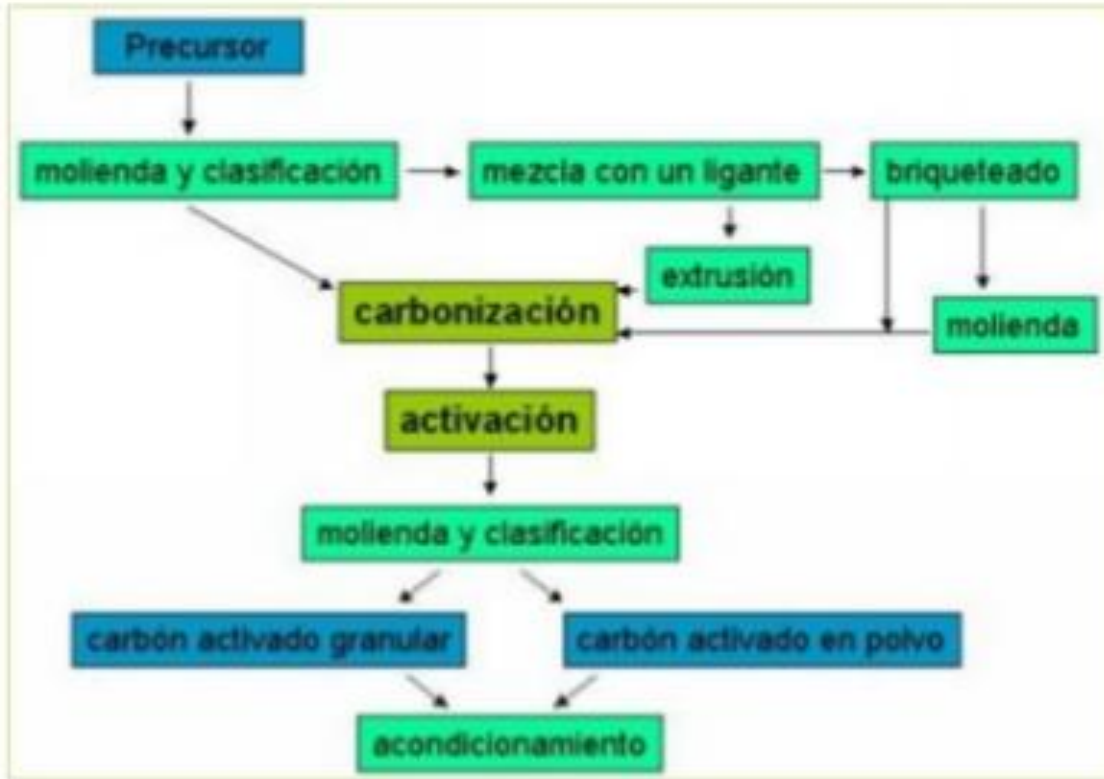 Precursor
molienda y clasificación
mezcla con un ligante
briqueteado
extrusión
carbonización
molienda
activación
molienda y clasificación
carbón activado granular
carbón activado en polvo
acondicionamiento